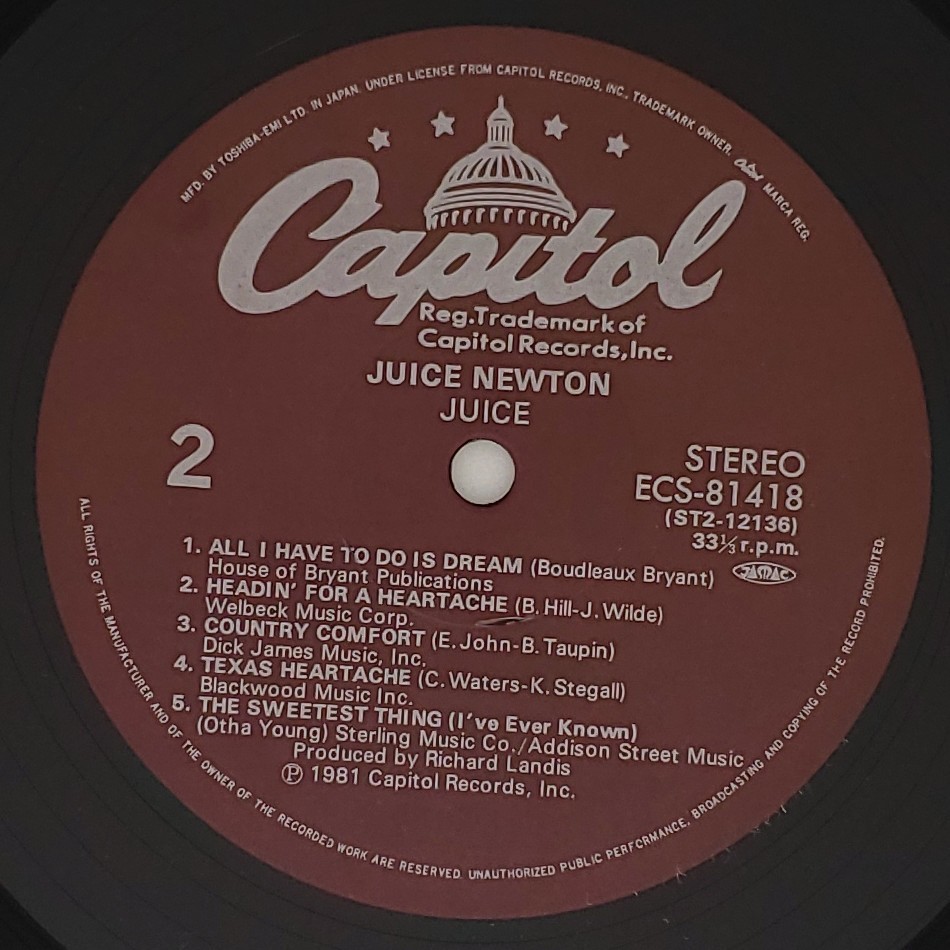 MFD. BY TOSHIBA-EMI LTD. IN JAPAN. UNDER LICENSE FROM CAPITOL RECORDS, INC., TRADEMARK OWNER. Capitol MARCA REG.
Capitol
Reg.Trademark of
Capitol Records,Inc.
JUICE NEWTON
JUICE
2
STEREO
ECS-81418
(ST2-12136)
33⅓ r.p.m.
JASRAC
1. ALL I HAVE TO DO IS DREAM (Boudleaux Bryant)
House of Bryant Publications
2. HEADIN' FOR A HEARTACHE (B. Hill-J. Wilde)
Welbeck Music Corp.
3. COUNTRY COMFORT (E. John-B. Taupin)
Dick James Music, Inc.
4. TEXAS HEARTACHE (C. Waters-K. Stegall)
Blackwood Music Inc.
5. THE SWEETEST THING (I've Ever Known)
(Otha Young) Sterling Music Co./Addison Street Music
Produced by Richard Landis
℗ 1981 Capitol Records, Inc.
ALL RIGHTS OF THE MANUFACTURER AND OF THE OWNER OF THE RECORDED WORK ARE RESERVED. UNAUTHORIZED PUBLIC PERFORMANCE, BROADCASTING AND COPYING OF THE RECORD PROHIBITED.